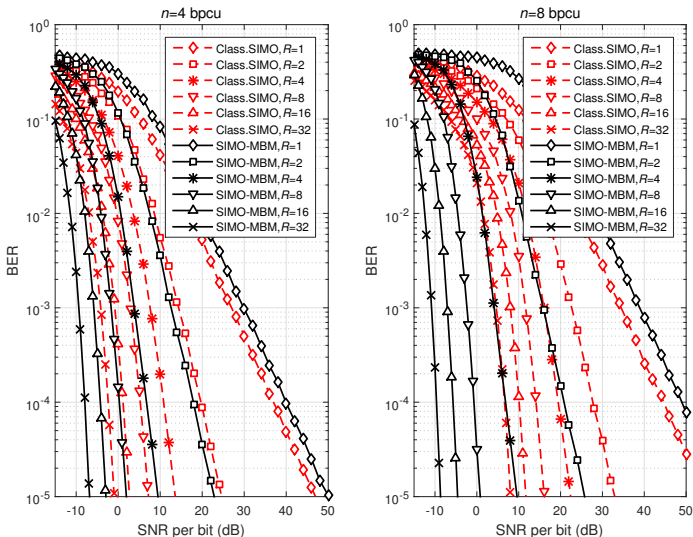 n=4 bpcu
10^0
10^-1
10^-2
10^-3
10^-4
10^-5
BER
-10 0 10 20 30 40 50
SNR per bit (dB)
Class.SIMO,R=1
Class.SIMO,R=2
Class.SIMO,R=4
Class.SIMO,R=8
Class.SIMO,R=16
Class.SIMO,R=32
SIMO-MBM,R=1
SIMO-MBM,R=2
SIMO-MBM,R=4
SIMO-MBM,R=8
SIMO-MBM,R=16
SIMO-MBM,R=32
n=8 bpcu
10^0
10^-1
10^-2
10^-3
10^-4
10^-5
BER
-10 0 10 20 30 40 50
SNR per bit (dB)
Class.SIMO,R=1
Class.SIMO,R=2
Class.SIMO,R=4
Class.SIMO,R=8
Class.SIMO,R=16
Class.SIMO,R=32
SIMO-MBM,R=1
SIMO-MBM,R=2
SIMO-MBM,R=4
SIMO-MBM,R=8
SIMO-MBM,R=16
SIMO-MBM,R=32